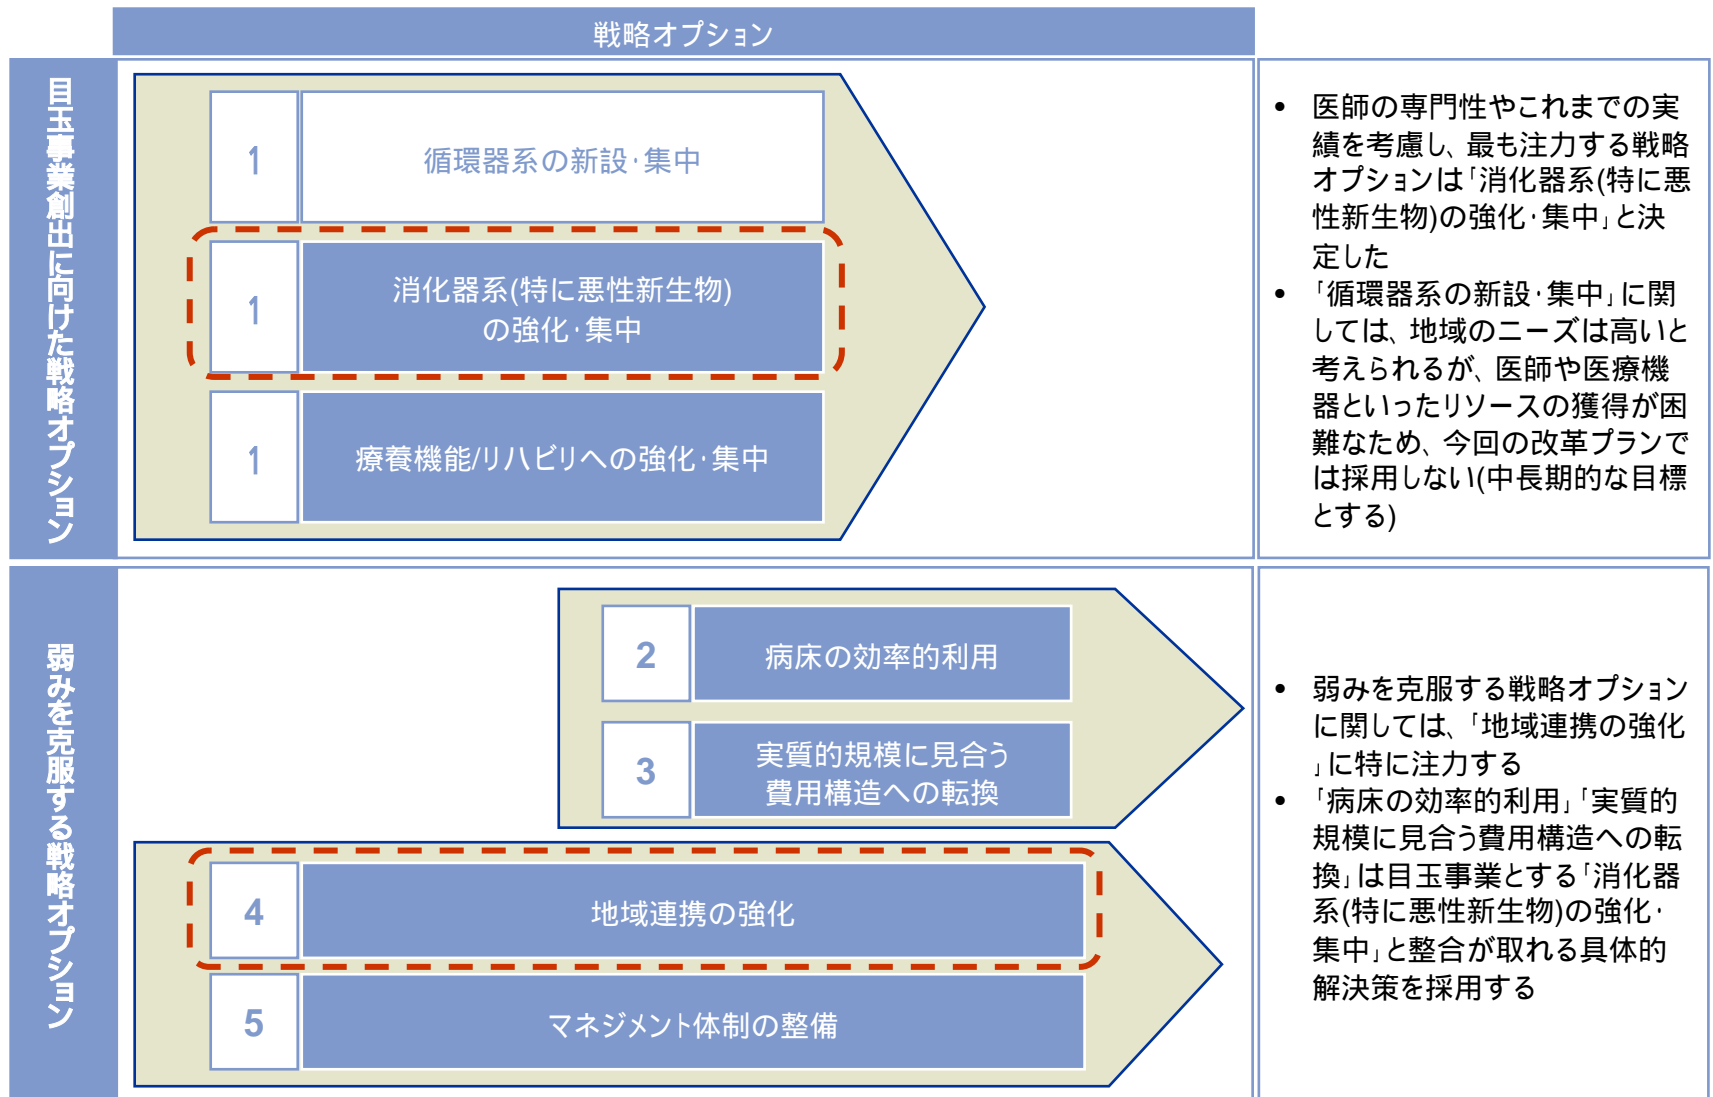 戦略オプション
目玉事業創出に向けた戦略オプション
1
循環器系の新設・集中
1
消化器系(特に悪性新生物)
の強化・集中
1
療養機能/リハビリへの強化・集中
• 医師の専門性やこれまでの実
績を考慮し、最も注力する戦略
オプションは「消化器系(特に悪
性新生物)の強化・集中」と決
定した
• 「循環器系の新設・集中」に関
しては、地域のニーズは高いと
考えられるが、医師や医療機
器といったリソースの獲得が困
難なため、今回の改革プランで
は採用しない(中長期的な目標
とする)
弱みを克服する戦略オプション
2
病床の効率的利用
3
実質的規模に見合う
費用構造への転換
4
地域連携の強化
5
マネジメント体制の整備
• 弱みを克服する戦略オプション
に関しては、「地域連携の強化
」に特に注力する
• 「病床の効率的利用」「実質的
規模に見合う費用構造への転
換」は目玉事業とする「消化器
系(特に悪性新生物)の強化・
集中」と整合が取れる具体的
解決策を採用する